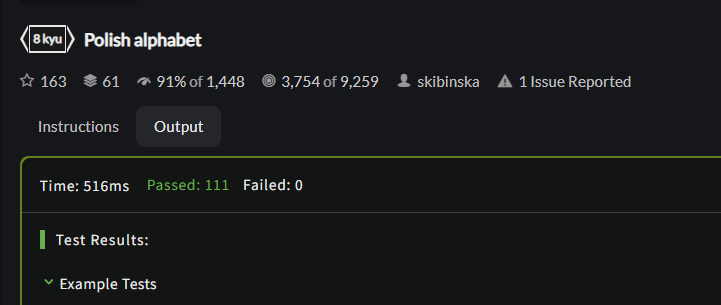 8 kyu Polish alphabet
163 61 91% of 1,448 3,754 of 9,259 skibinska 1 Issue Reported
Instructions Output
Time: 516ms Passed: 111 Failed: 0
Test Results:
Example Tests